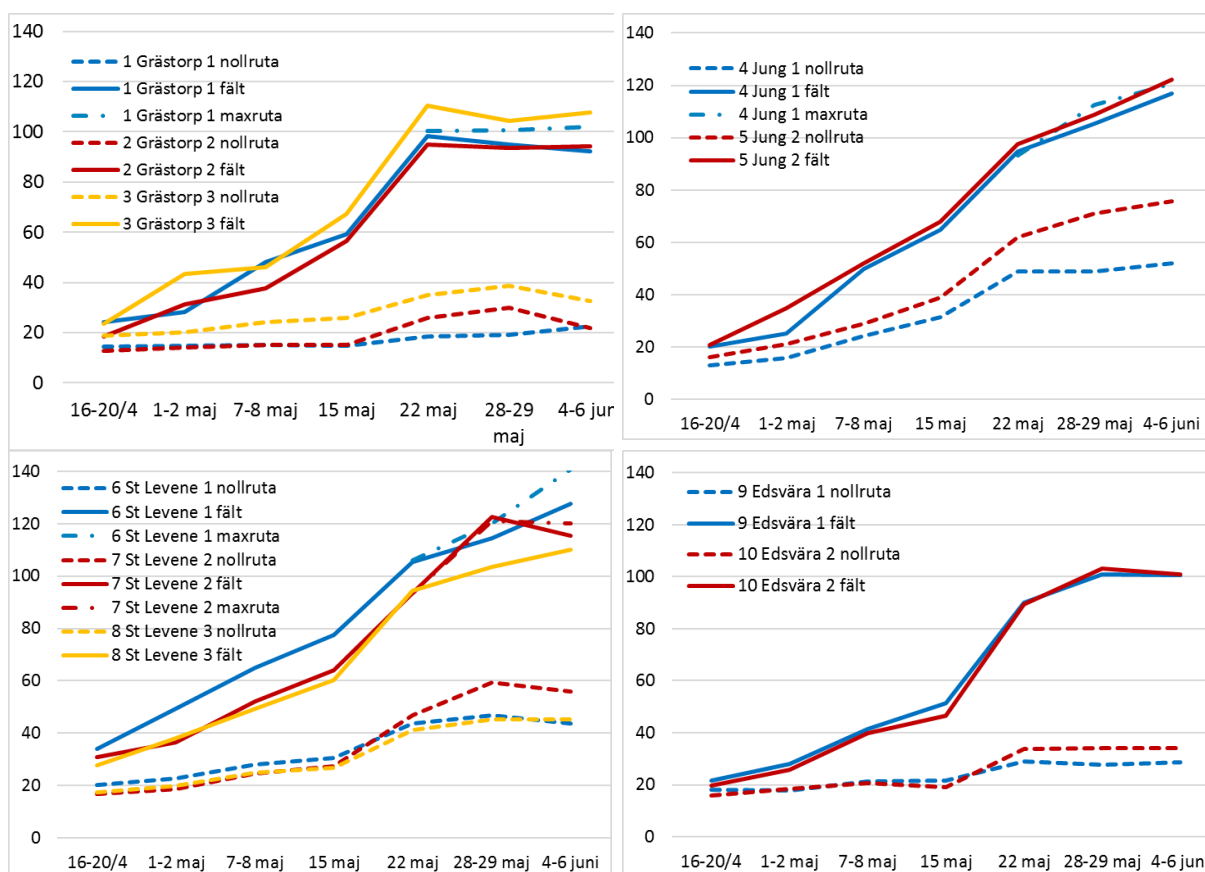 140
120
100
80
60
40
20
0
1 Grästorp 1 nollruta
1 Grästorp 1 fält
1 Grästorp 1 maxruta
2 Grästorp 2 nollruta
2 Grästorp 2 fält
3 Grästorp 3 nollruta
3 Grästorp 3 fält
16-20/4 1-2 maj 7-8 maj 15 maj 22 maj 28-29 4-6 jun
maj
140
120
100
80
60
40
20
0
4 Jung 1 nollruta
4 Jung 1 fält
4 Jung 1 maxruta
5 Jung 2 nollruta
5 Jung 2 fält
16-20/4 1-2 maj 7-8 maj 15 maj 22 maj 28-29 maj 4-6 juni
140
120
100
80
60
40
20
0
6 St Levene 1 nollruta
6 St Levene 1 fält
6 St Levene 1 maxruta
7 St Levene 2 nollruta
7 St Levene 2 fält
7 St Levene 2 maxruta
8 St Levene 3 nollruta
8 St Levene 3 fält
16-20/4 1-2 maj 7-8 maj 15 maj 22 maj 28-29 maj 4-6 juni
140
120
100
80
60
40
20
0
9 Edsvära 1 nollruta
9 Edsvära 1 fält
10 Edsvära 2 nollruta
10 Edsvära 2 fält
16-20/4 1-2 maj 7-8 maj 15 maj 22 maj 28-29 maj 4-6 juni